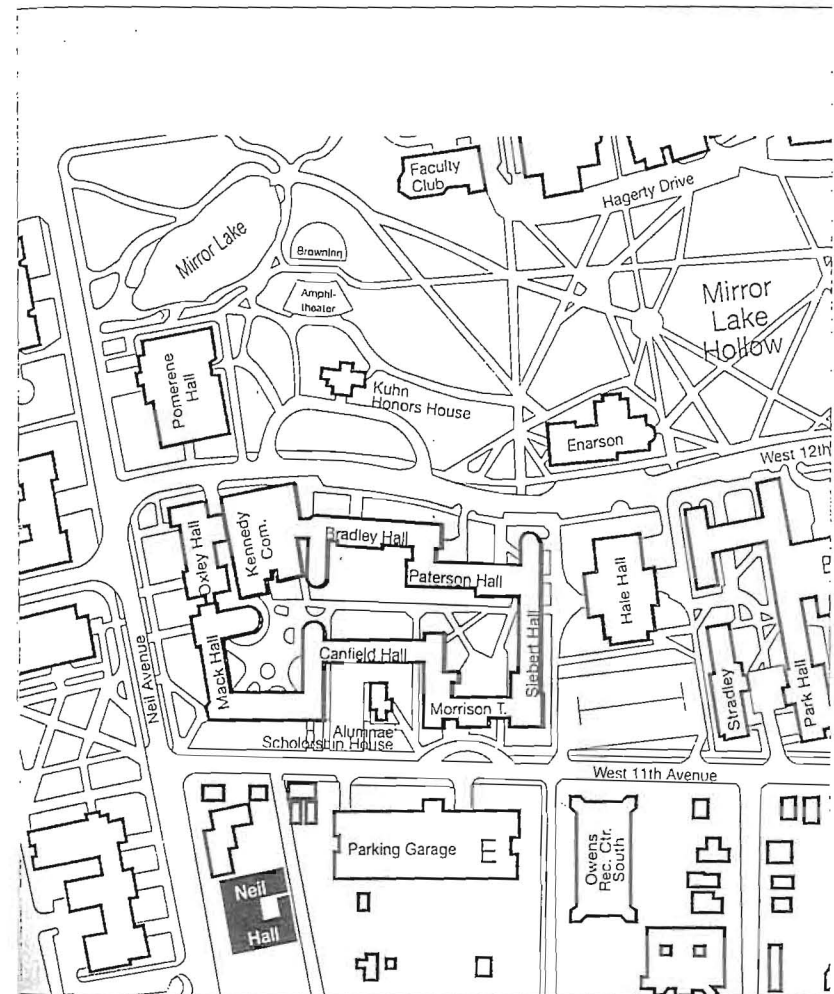 Faculty
Club
Hagerty Drive
Mirror Lake
Browning
Amphi-
theater
Mirror
Lake
Hollow
Pomerene
Hall
Kuhn
Honors House
Enarson
West 12th
Oxley Hall
Kennedy
Com.
Bradley Hall
Paterson Hall
Hale Hall
Siebert Hall
Mack Hall
Canfield Hall
Neil Avenue
Morrison T.
Stradley
Park Hall
Alumnae
Scholorship House
West 11th Avenue
Parking Garage
Owens
Rec. Ctr.
South
Neil
Hall